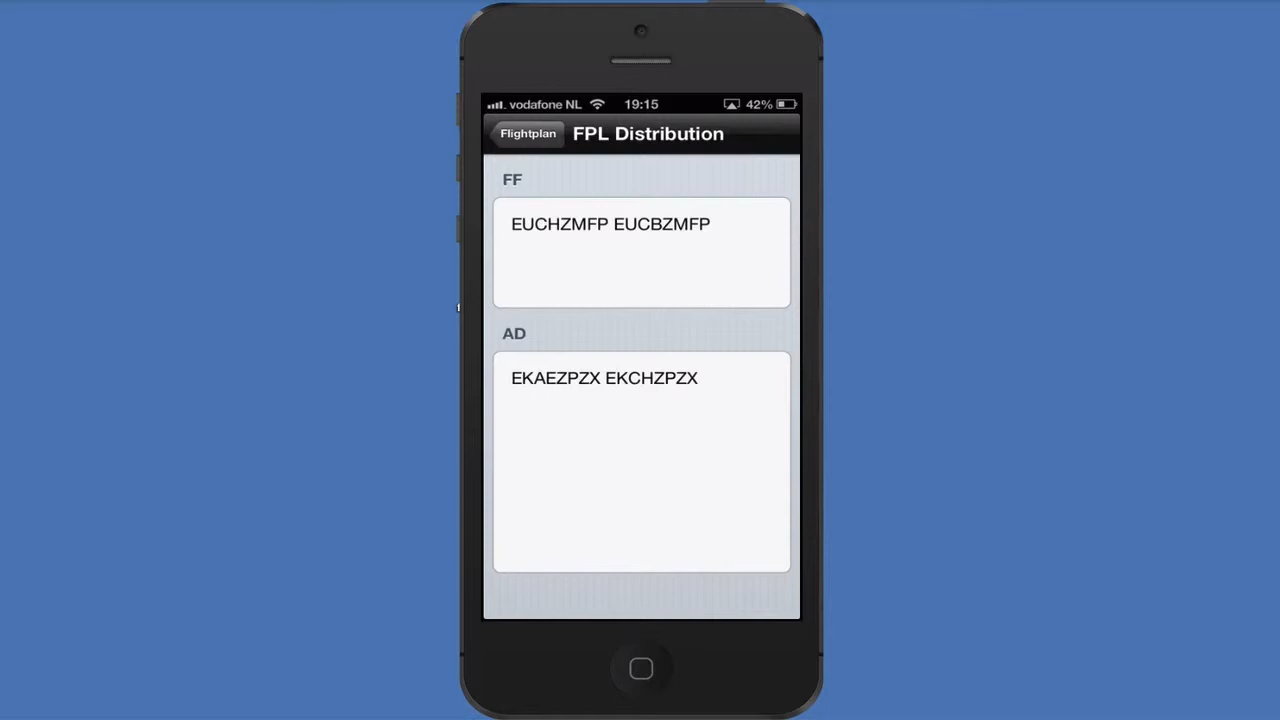 vodafone NL 19:15 42%
Flightplan FPL Distribution
FF
EUCHZMFP EUCBZMFP
AD
EKAEZPZX EKCHZPZX